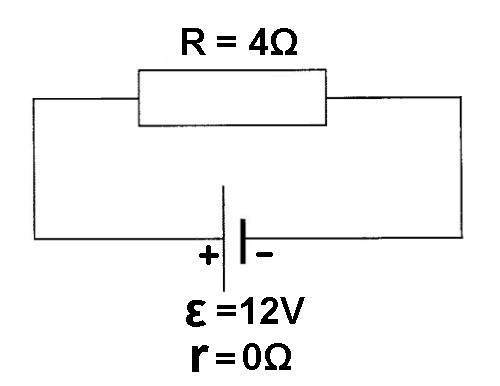 R = 4Ω
+ -
ε =12V
r = 0Ω